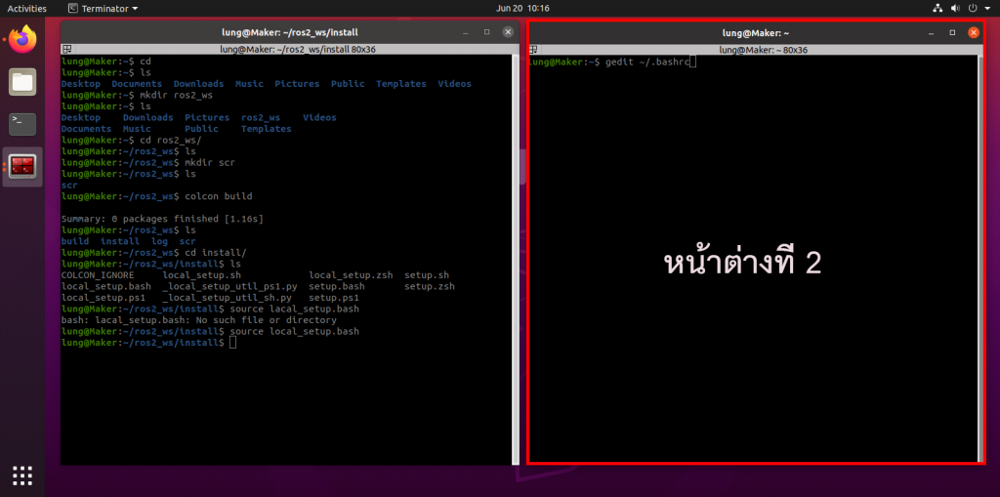 Activities
Terminator
Jun 20 10:16
lung@Maker: ~/ros2_ws/install
lung@Maker: ~/ros2_ws/install 80x36
lung@Maker:~$ cd
lung@Maker:~$ ls
Desktop Documents Downloads Music Pictures Public Templates Videos
lung@Maker:~$ mkdir ros2_ws
lung@Maker:~$ ls
Desktop Downloads Pictures ros2_ws Videos
Documents Music Public Templates
lung@Maker:~$ cd ros2_ws/
lung@Maker:~/ros2_ws$ ls
lung@Maker:~/ros2_ws$ mkdir scr
lung@Maker:~/ros2_ws$ ls
scr
lung@Maker:~/ros2_ws$ colcon build
Summary: 0 packages finished [1.16s]
lung@Maker:~/ros2_ws$ ls
build install log scr
lung@Maker:~/ros2_ws$ cd install/
lung@Maker:~/ros2_ws/install$ ls
COLCON_IGNORE local_setup.sh local_setup.zsh setup.sh
local_setup.bash _local_setup_util_ps1.py setup.bash setup.zsh
local_setup.ps1 _local_setup_util_sh.py setup.ps1
lung@Maker:~/ros2_ws/install$ source lacal_setup.bash
bash: lacal_setup.bash: No such file or directory
lung@Maker:~/ros2_ws/install$ source local_setup.bash
lung@Maker:~/ros2_ws/install$
lung@Maker: ~
lung@Maker: ~ 80x36
lung@Maker:~$ gedit ~/.bashrc
หน้าต่างที่ 2